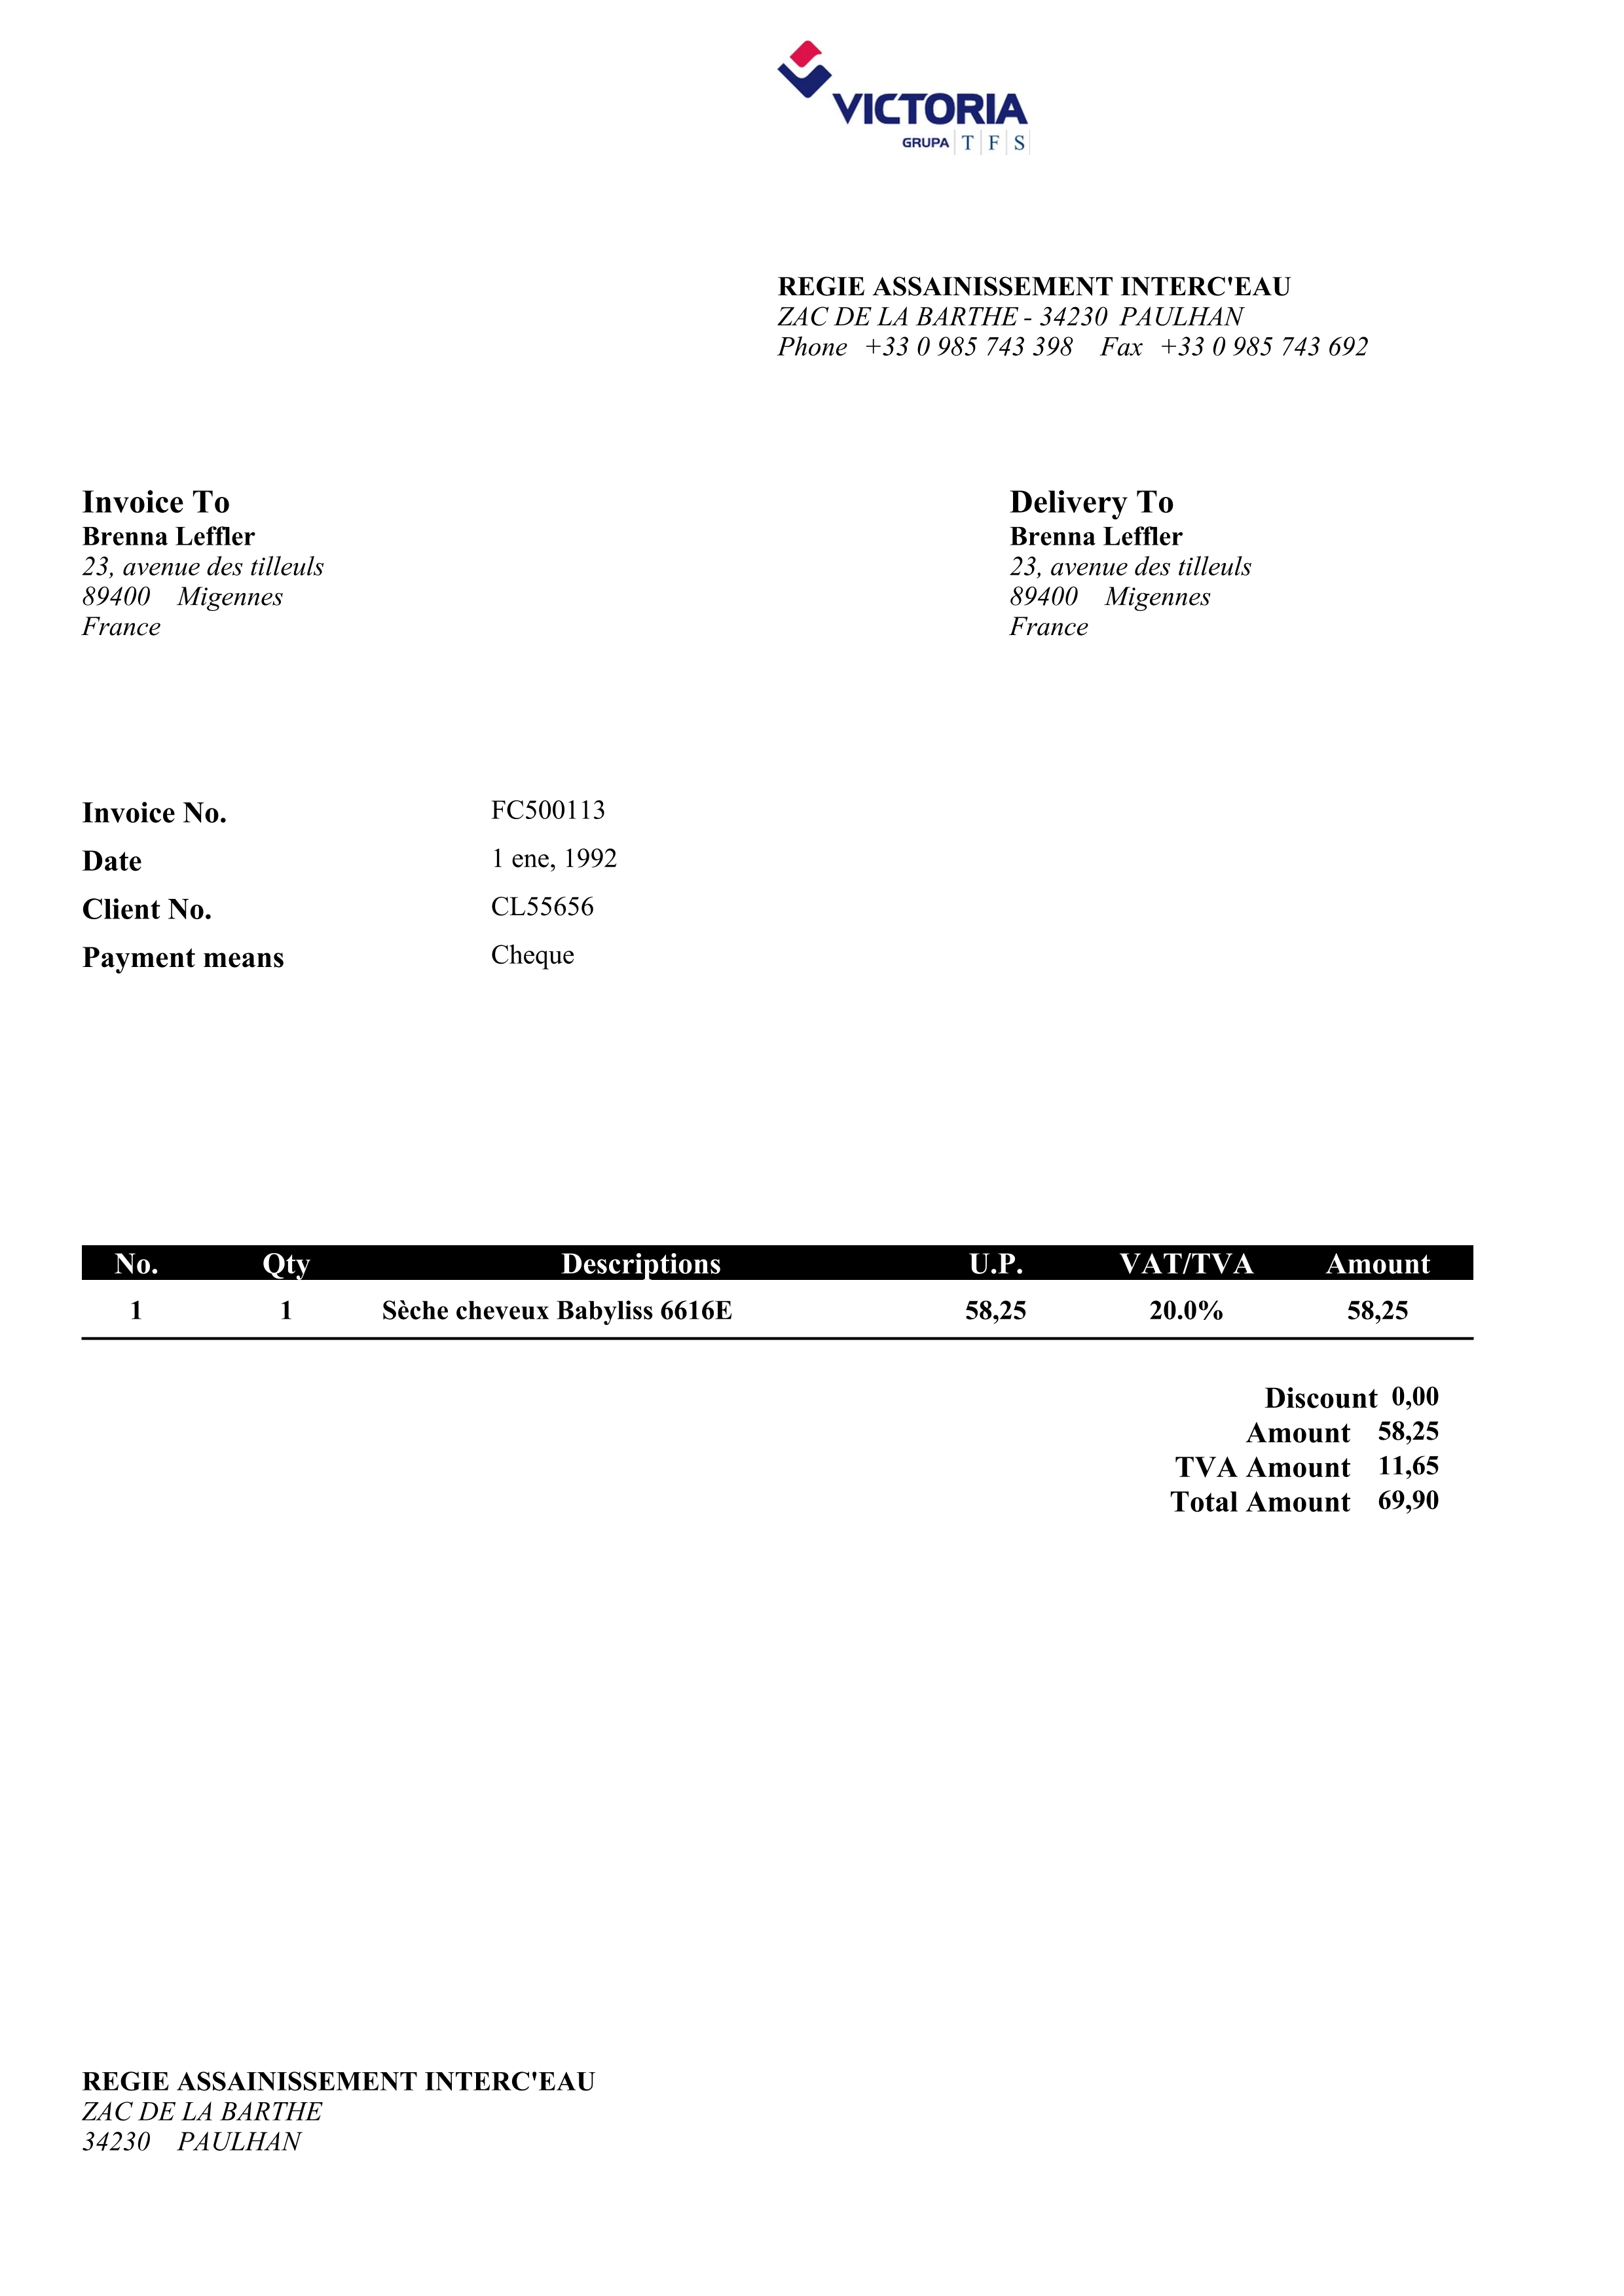 VICTORIA
GRUPA T F S
REGIE ASSAINISSEMENT INTERC'EAU
ZAC DE LA BARTHE - 34230 PAULHAN
Phone +33 0 985 743 398 Fax +33 0 985 743 692
Invoice To
Brenna Leffler
23, avenue des tilleuls
89400 Migennes
France
Delivery To
Brenna Leffler
23, avenue des tilleuls
89400 Migennes
France
Invoice No. FC500113
Date 1 ene, 1992
Client No. CL55656
Payment means Cheque
No. Qty Descriptions U.P. VAT/TVA Amount
1 1 Sèche cheveux Babyliss 6616E 58,25 20.0% 58,25
Discount 0,00
Amount 58,25
TVA Amount 11,65
Total Amount 69,90
REGIE ASSAINISSEMENT INTERC'EAU
ZAC DE LA BARTHE
34230 PAULHAN